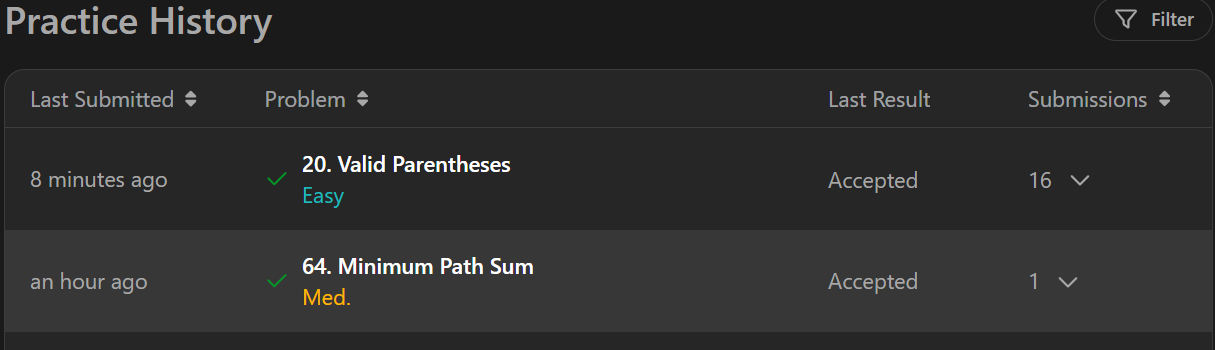 Practice History
Filter
Last Submitted Problem Last Result Submissions
20. Valid Parentheses
8 minutes ago Accepted 16
Easy
64. Minimum Path Sum
an hour ago Accepted 1
Med.